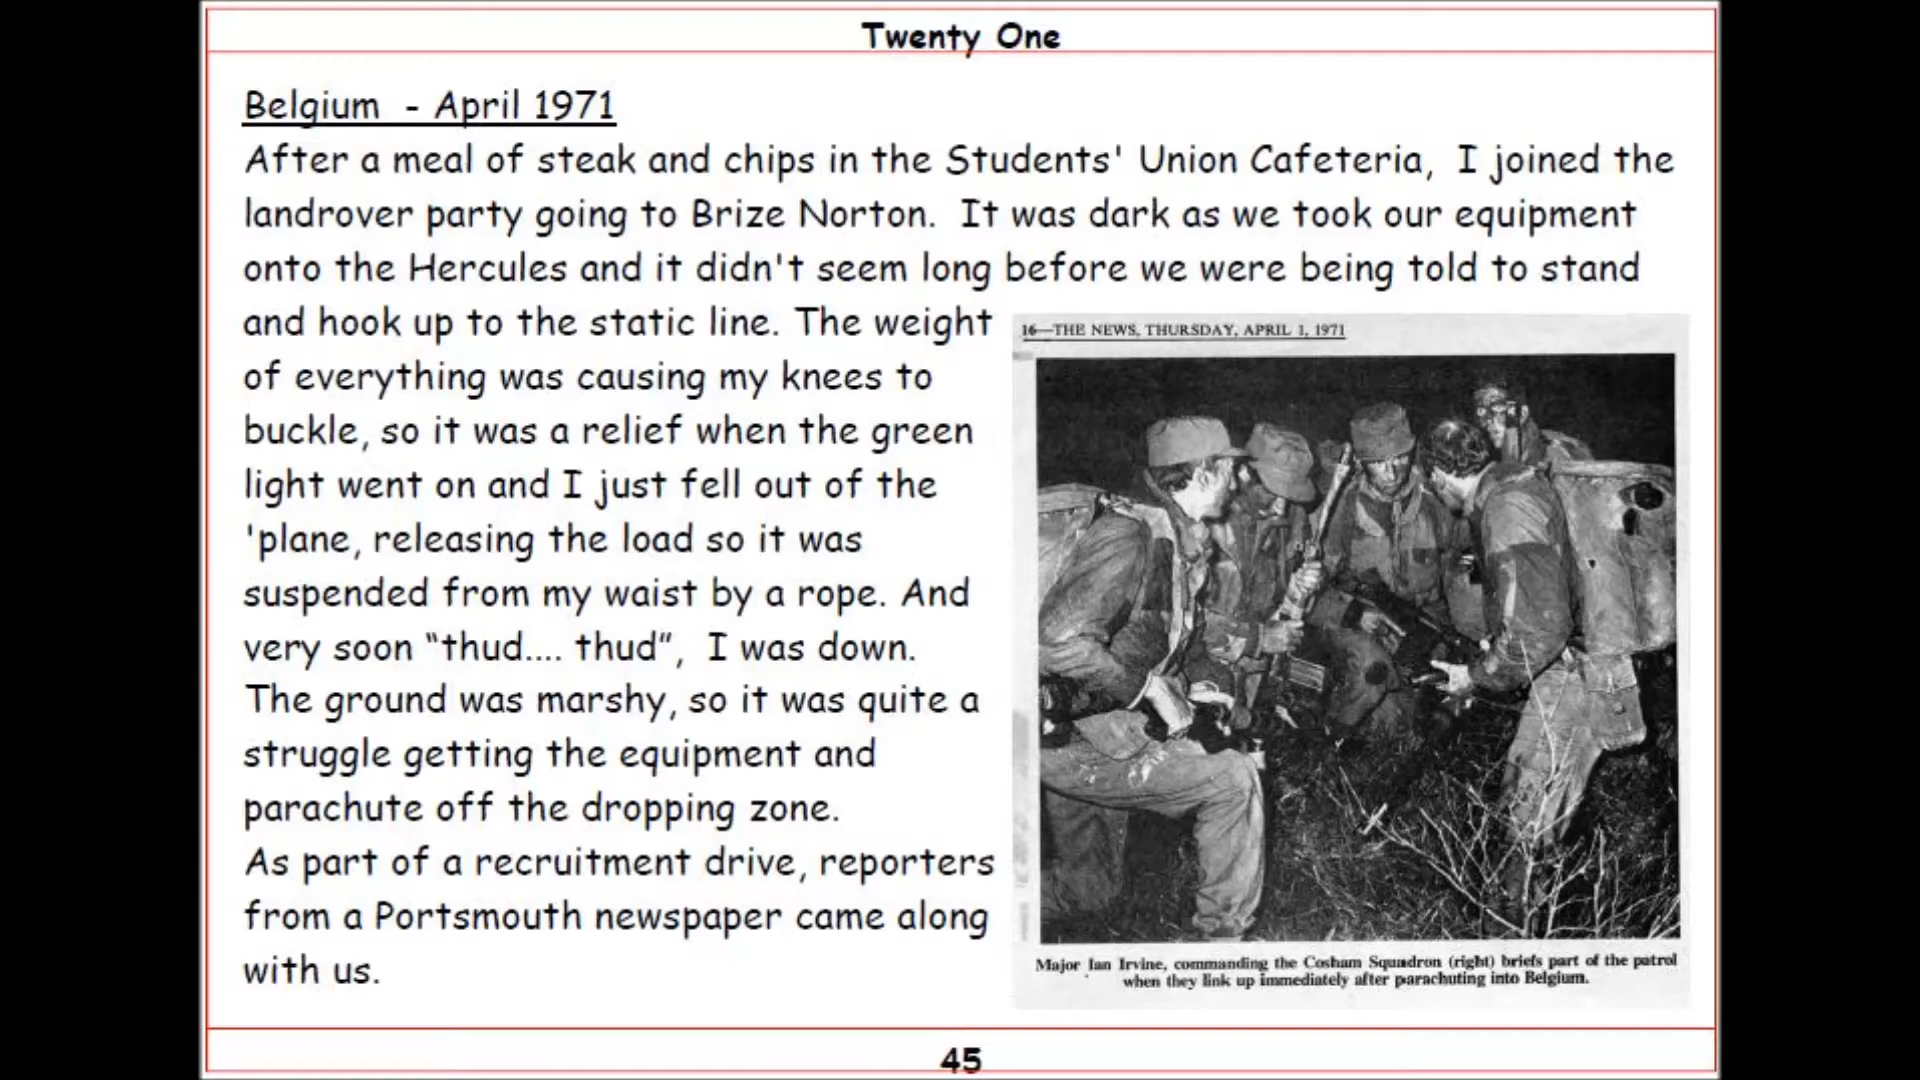 Twenty One
Belgium  - April 1971
After a meal of steak and chips in the Students' Union Cafeteria,  I joined the
landrover party going to Brize Norton.  It was dark as we took our equipment
onto the Hercules and it didn't seem long before we were being told to stand
and hook up to the static line. The weight
of everything was causing my knees to
buckle, so it was a relief when the green
light went on and I just fell out of the
'plane, releasing the load so it was
suspended from my waist by a rope. And
very soon “thud.... thud”,  I was down.
The ground was marshy, so it was quite a
struggle getting the equipment and
parachute off the dropping zone.
As part of a recruitment drive, reporters
from a Portsmouth newspaper came along
with us.
16—THE NEWS, THURSDAY, APRIL 1, 1971
Major Ian Irvine, commanding the Cosham Squadron (right) briefs part of the patrol
when they link up immediately after parachuting into Belgium.
45